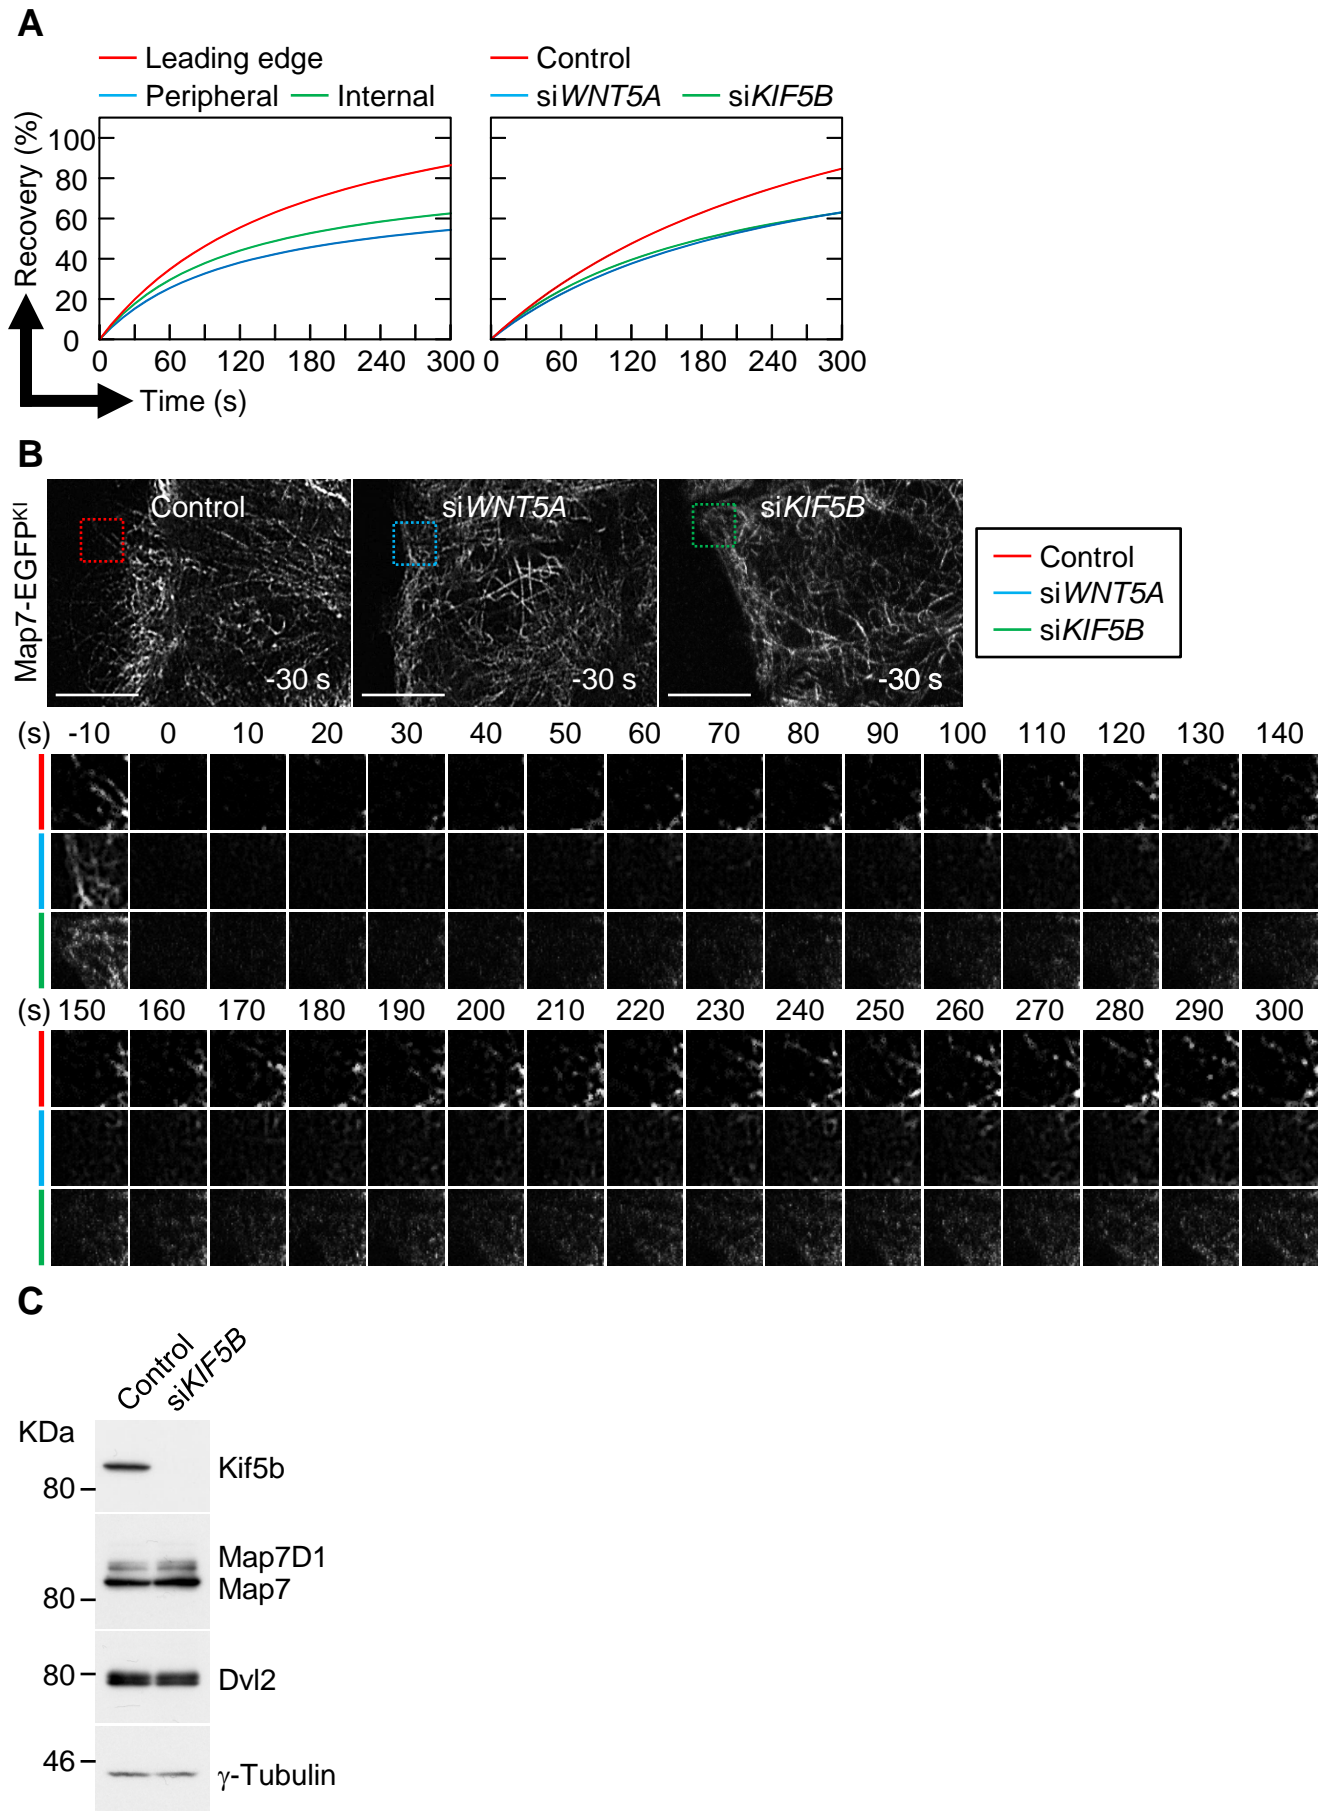 A
Leading edge
Peripheral Internal
Control
siWNT5A siKIF5B
Recovery (%)
100
80
60
40
20
0
0 60 120 180 240 300
0 60 120 180 240 300
Time (s)
B
Map7-EGFPKI
Control
-30 s
siWNT5A
-30 s
siKIF5B
-30 s
Control
siWNT5A
siKIF5B
(s) -10 0 10 20 30 40 50 60 70 80 90 100 110 120 130 140
(s) 150 160 170 180 190 200 210 220 230 240 250 260 270 280 290 300
C
Control
siKIF5B
KDa
Kif5b
80
Map7D1
Map7
80
80
Dvl2
46
γ-Tubulin